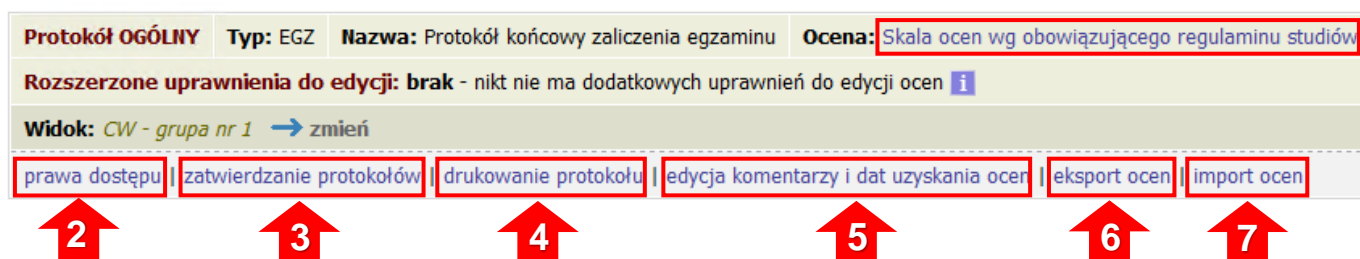 Protokół OGÓLNY Typ: EGZ Nazwa: Protokół końcowy zaliczenia egzaminu Ocena: Skala ocen wg obowiązującego regulaminu studiów
Rozszerzone uprawnienia do edycji: brak - nikt nie ma dodatkowych uprawnień do edycji ocen i
Widok: CW - grupa nr 1 → zmień
prawa dostępu | zatwierdzanie protokołów | drukowanie protokołu | edycja komentarzy i dat uzyskania ocen | eksport ocen | import ocen
2 3 4 5 6 7